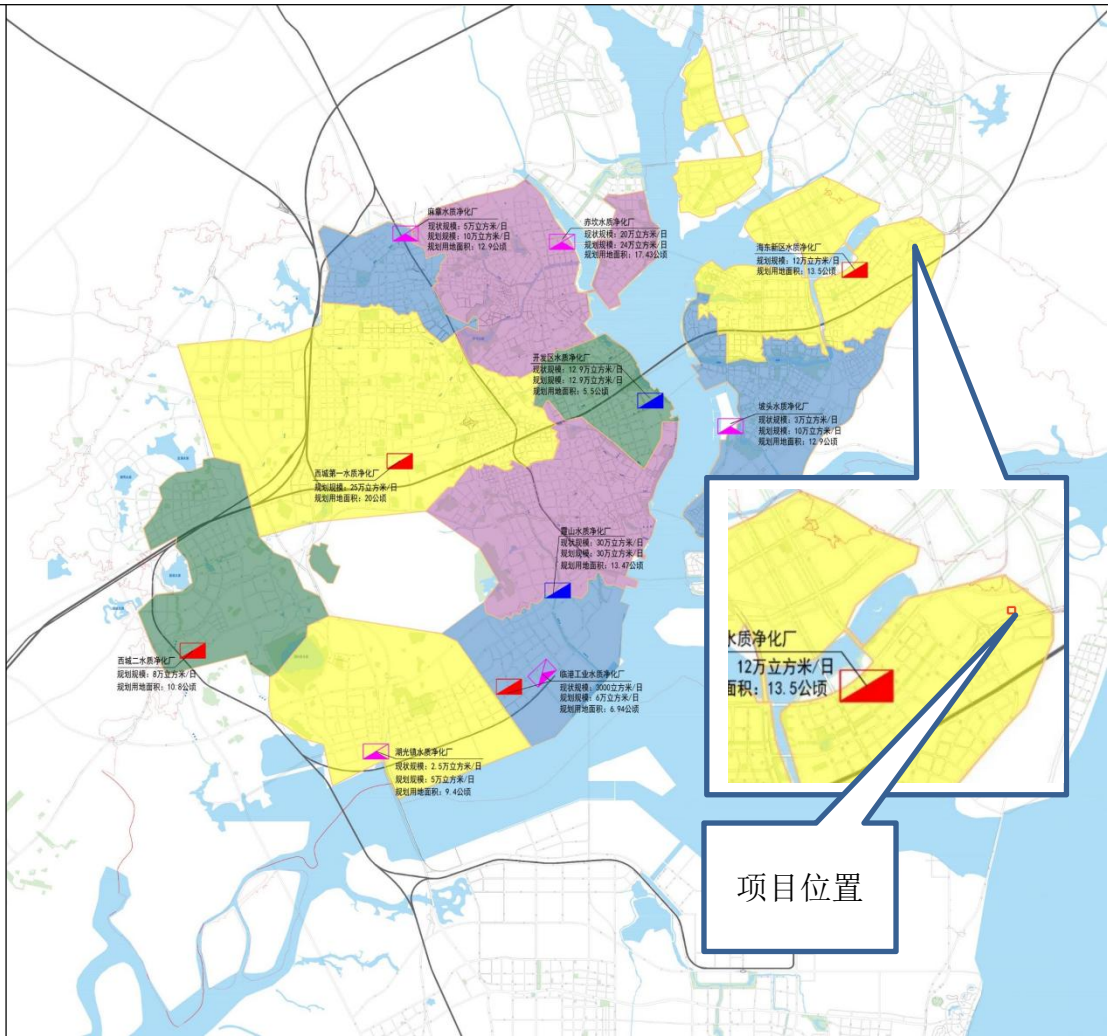 麻章水质净化厂
现状规模：5万立方米/日
规划规模：10万立方米/日
规划用地面积：12.9公顷
赤坎水质净化厂
现状规模：20万立方米/日
规划规模：24万立方米/日
规划用地面积：17.43公顷
海东新区水质净化厂
规划规模：12万立方米/日
规划用地面积：13.5公顷
开发区水质净化厂
现状规模：12.9万立方米/日
规划规模：12.9万立方米/日
规划用地面积：5.5公顷
坡头水质净化厂
现状规模：3万立方米/日
规划规模：10万立方米/日
规划用地面积：12.9公顷
西城第一水质净化厂
规划规模：25万立方米/日
规划用地面积：20公顷
霞山水质净化厂
现状规模：30万立方米/日
规划规模：30万立方米/日
规划用地面积：13.47公顷
西城二水质净化厂
规划规模：8万立方米/日
规划用地面积：10.8公顷
临港工业水质净化厂
现状规模：3000立方米/日
规划规模：6万立方米/日
规划用地面积：6.94公顷
湖光镇水质净化厂
现状规模：2.5万立方米/日
规划规模：5万立方米/日
规划用地面积：9.4公顷
水质净化厂
12万立方米/日
面积：13.5公顷
项目位置